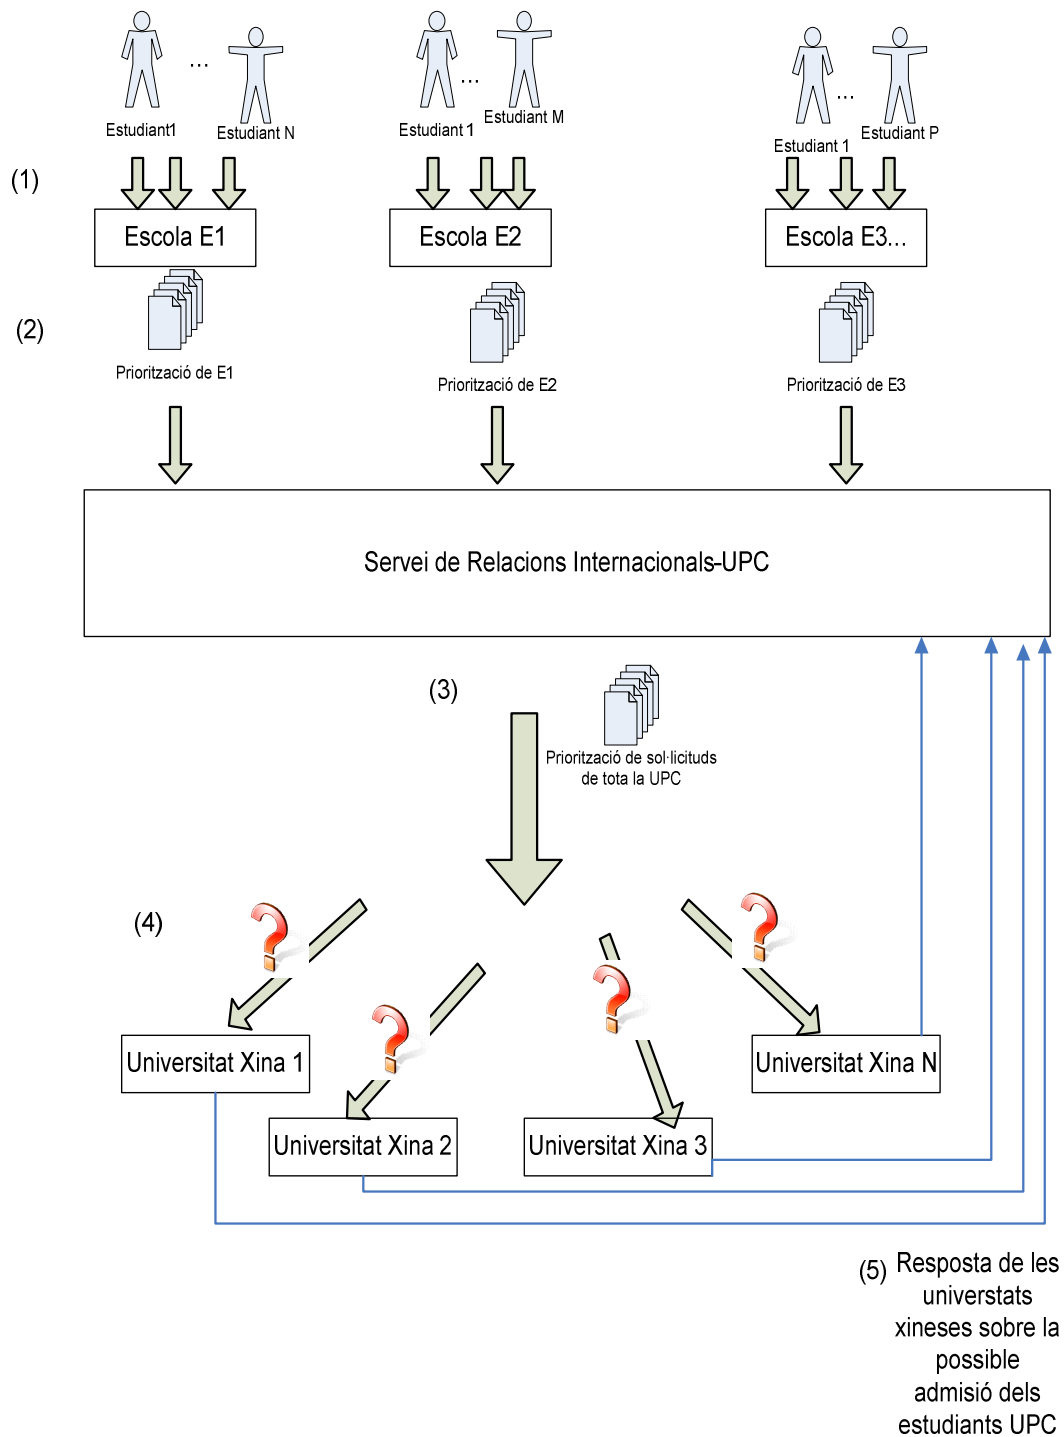 ...
...
...
Estudiant1
Estudiant N
Estudiant 1
Estudiant M
Estudiant 1
Estudiant P
(1)
Escola E1
Escola E2
Escola E3...
(2)
Priorització de E1
Priorització de E2
Priorització de E3
Servei de Relacions Internacionals-UPC
(3)
Priorització de sol·licituds
de tota la UPC
(4)
?
?
?
?
Universitat Xina 1
Universitat Xina N
Universitat Xina 2
Universitat Xina 3
(5)
Resposta de les
universtats
xineses sobre la
possible
admisió dels
estudiants UPC